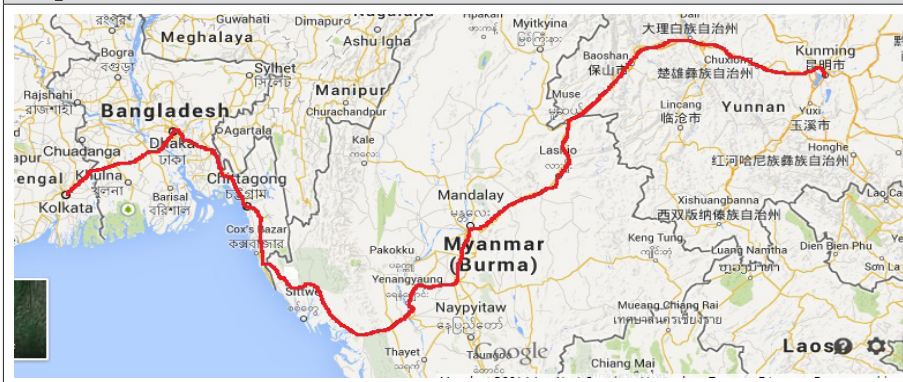 Guwahati
Dimapur
Myitkyina
大理白族自治州
Meghalaya
Ashu
Kunming
昆明市
Bogra
বগুড়া
Sylhet
সিলেট
Baoshan
保山市
Chuxiong
楚雄彝族自治州
Rajshahi
Manipur
Churachandpur
Muse
Lincang
临沧市
Yunnan
Yuxi
玉溪市
Bangladesh
Agartala
Dhaka
ঢাকা
Chuadanga
Kale
Lashio
Honghe
红河哈尼族彝族自治州
Khulna
খুলনা
Chittagong
চট্টগ্রাম
Kolkata
Barisal
বরিশাল
Mandalay
Xishuangbanna
西双版纳傣族自治州
Cox's Bazar
কক্সবাজার
Pakokku
Myanmar
(Burma)
Keng Tung
Luang Namtha
Dien Bien Phu
Yenangyaung
Son La
Sittwe
Naypyitaw
Mueang Chiang Rai
Thayet
Taungoo
Google
Laos
Chiang Mai